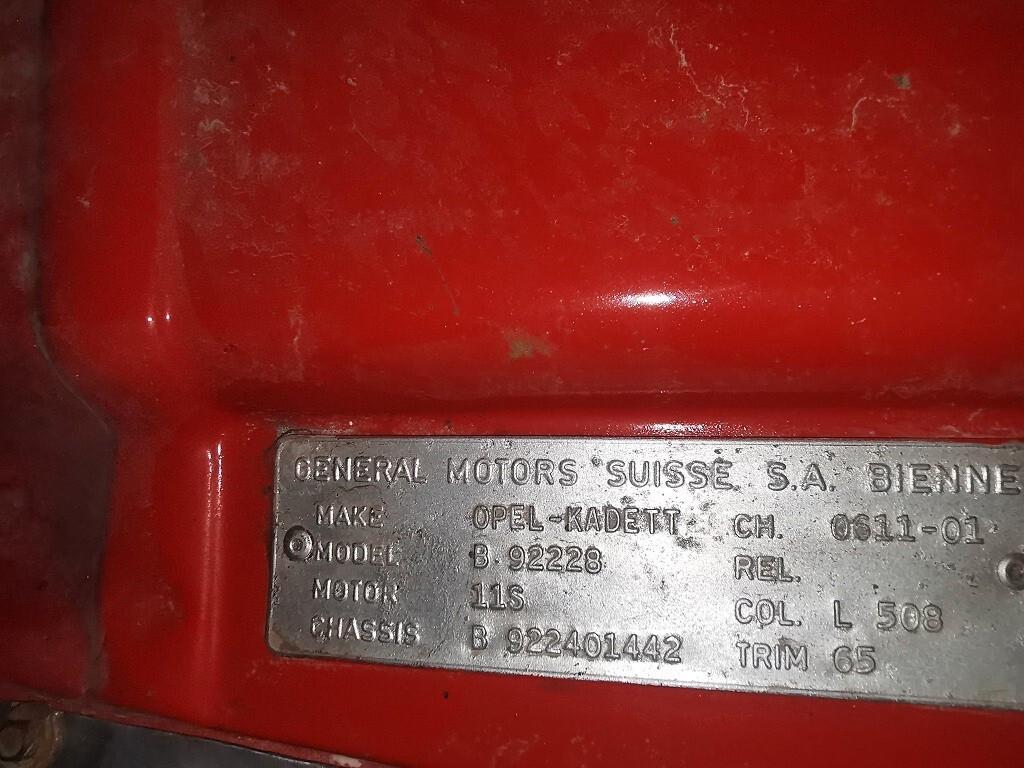 GENERAL MOTORS SUISSE S.A. BIENNE
MAKE OPEL-KADETT CH. 0611-01
MODEL B 92228 REL.
MOTOR 11S COL. L 508
CHASSIS B 922401442 TRIM 65